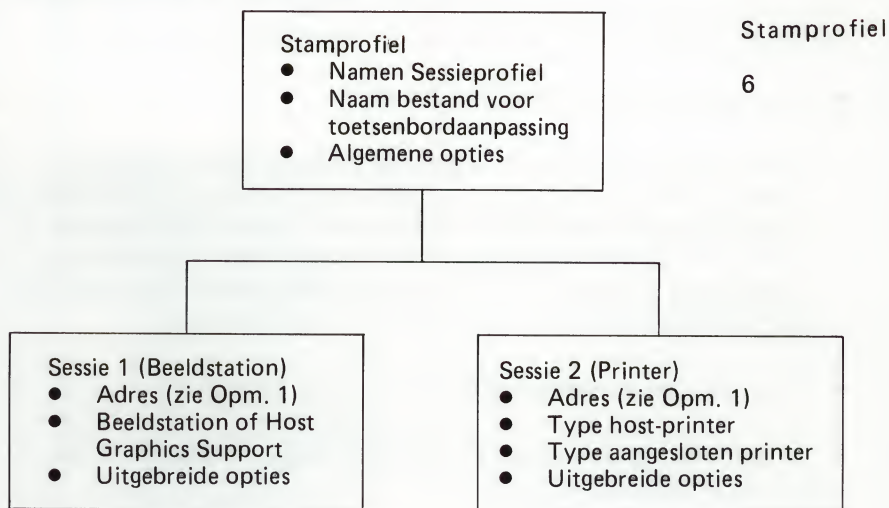 Stamprofiel
6
Stamprofiel
● Namen Sessieprofiel
● Naam bestand voor
toetsenbordaanpassing
● Algemene opties
Sessie 1 (Beeldstation)
● Adres (zie Opm. 1)
● Beeldstation of Host
Graphics Support
● Uitgebreide opties
Sessie 2 (Printer)
● Adres (zie Opm. 1)
● Type host-printer
● Type aangesloten printer
● Uitgebreide opties